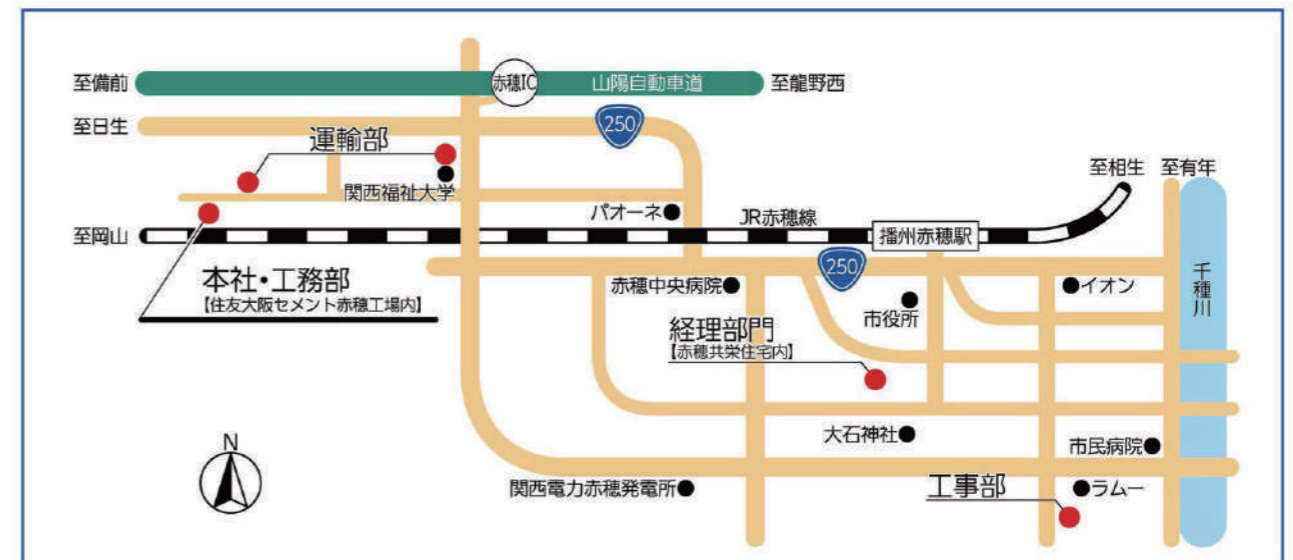 至備前
赤穂IC
山陽自動車道
至龍野西
至日生
250
運輸部
関西福祉大学
至相生
至有年
パオーネ
JR赤穂線
至岡山
播州赤穂駅
千種川
本社・工務部
【住友大阪セメント赤穂工場内】
赤穂中央病院
250
イオン
市役所
経理部門
【赤穂共栄住宅内】
大石神社
市民病院
N
関西電力赤穂発電所
工事部
ラムー